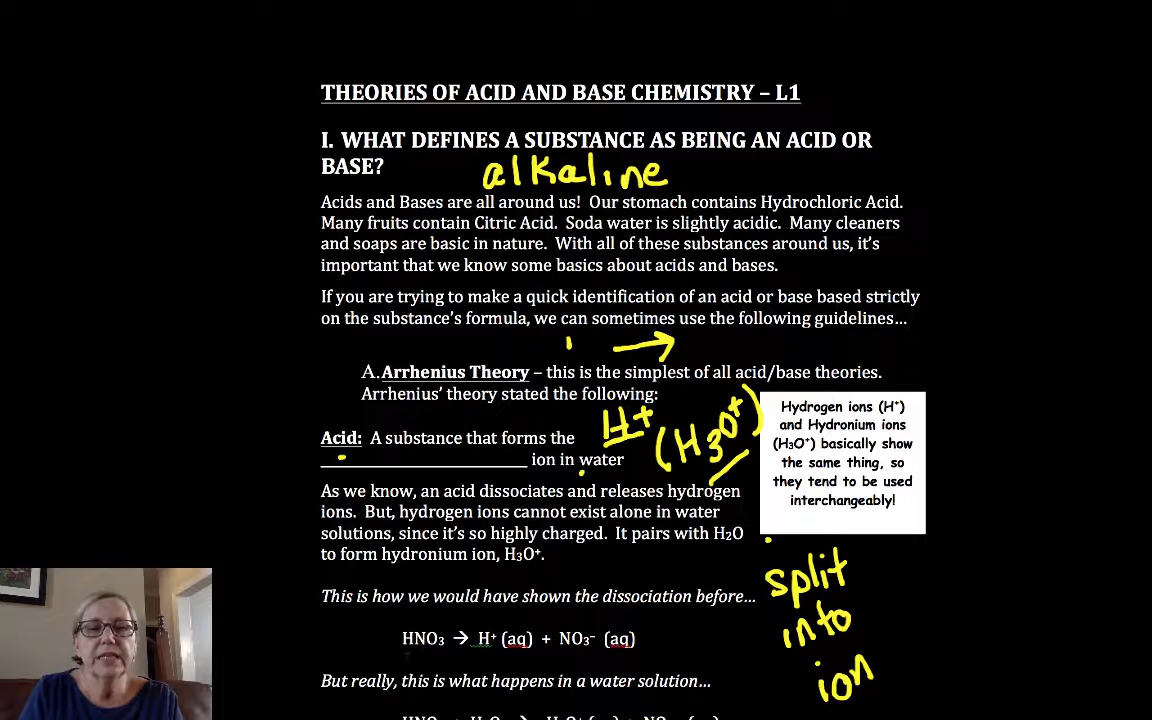 THEORIES OF ACID AND BASE CHEMISTRY – L1
I. WHAT DEFINES A SUBSTANCE AS BEING AN ACID OR
BASE?
alkaline
Acids and Bases are all around us! Our stomach contains Hydrochloric Acid.
Many fruits contain Citric Acid. Soda water is slightly acidic. Many cleaners
and soaps are basic in nature. With all of these substances around us, it's
important that we know some basics about acids and bases.
If you are trying to make a quick identification of an acid or base based strictly
on the substance's formula, we can sometimes use the following guidelines…
A. Arrhenius Theory – this is the simplest of all acid/base theories.
Arrhenius' theory stated the following:
H+ (H3O+)
Acid: A substance that forms the
____________________ ion in water
Hydrogen ions (H+)
and Hydronium ions
(H3O+) basically show
the same thing, so
they tend to be used
interchangeably!
As we know, an acid dissociates and releases hydrogen
ions. But, hydrogen ions cannot exist alone in water
solutions, since it's so highly charged. It pairs with H2O
to form hydronium ion, H3O+.
split
into
ion
This is how we would have shown the dissociation before…
HNO3 → H+ (aq) + NO3– (aq)
But really, this is what happens in a water solution…